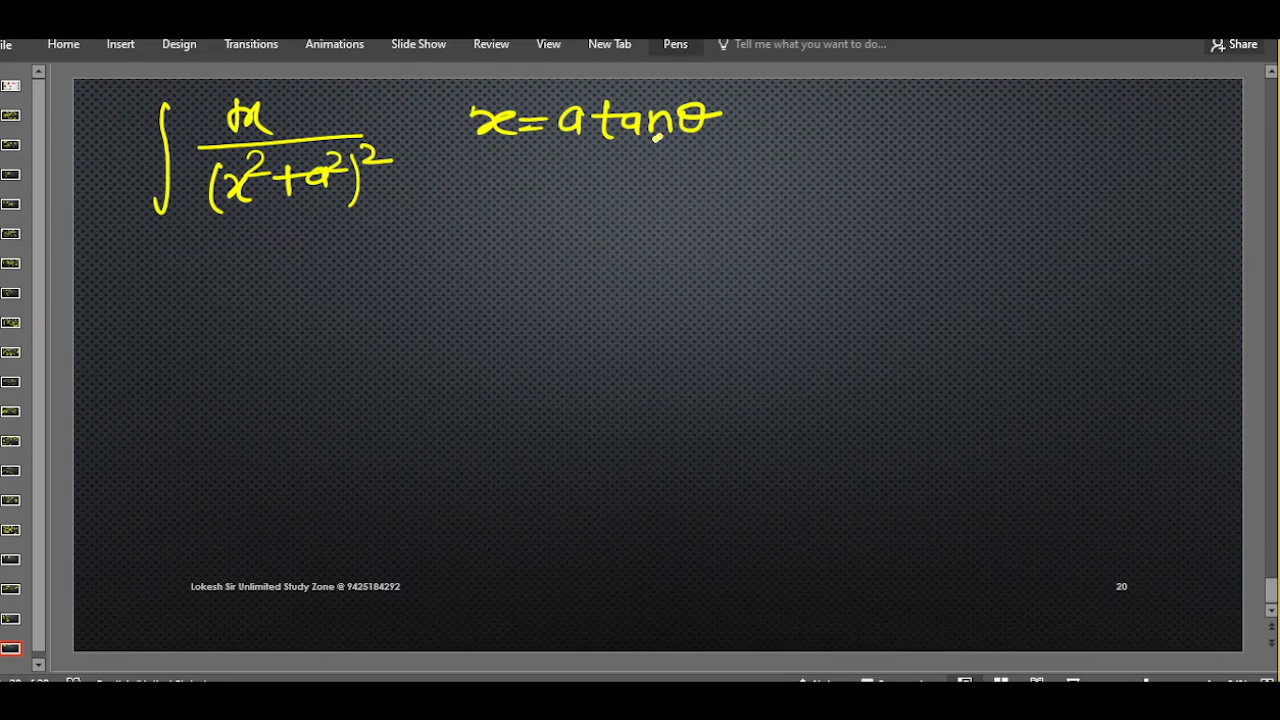 File Home Insert Design Transitions Animations Slide Show Review View New Tab Pens Tell me what you want to do... Share
∫ dx / (x² + a²)²
x = a tanθ
Lokesh Sir Unlimited Study Zone @ 9425184292
20